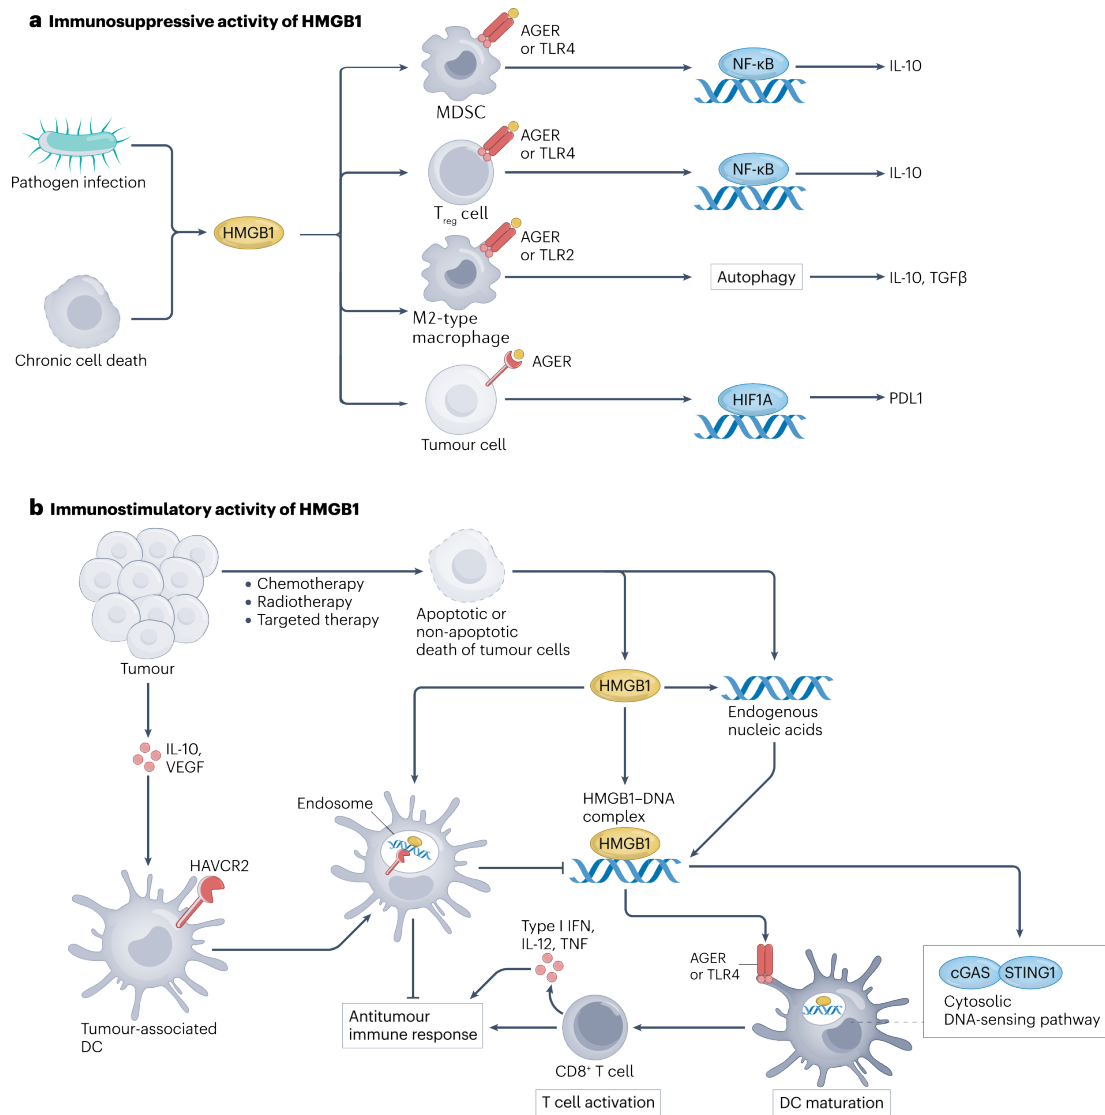 a Immunosuppressive activity of HMGB1
AGER
or TLR4
MDSC
NF-κB
IL-10
Pathogen infection
AGER
or TLR4
Treg cell
NF-κB
IL-10
HMGB1
AGER
or TLR2
M2-type
macrophage
Autophagy
IL-10, TGFβ
Chronic cell death
AGER
Tumour cell
HIF1A
PDL1
b Immunostimulatory activity of HMGB1
Tumour
• Chemotherapy
• Radiotherapy
• Targeted therapy
Apoptotic or
non-apoptotic
death of tumour cells
HMGB1
Endogenous
nucleic acids
IL-10,
VEGF
Endosome
HMGB1–DNA
complex
HMGB1
HAVCR2
Tumour-associated
DC
Type I IFN,
IL-12, TNF
AGER
or TLR4
cGAS STING1
Cytosolic
DNA-sensing pathway
Antitumour
immune response
CD8+ T cell
T cell activation
DC maturation